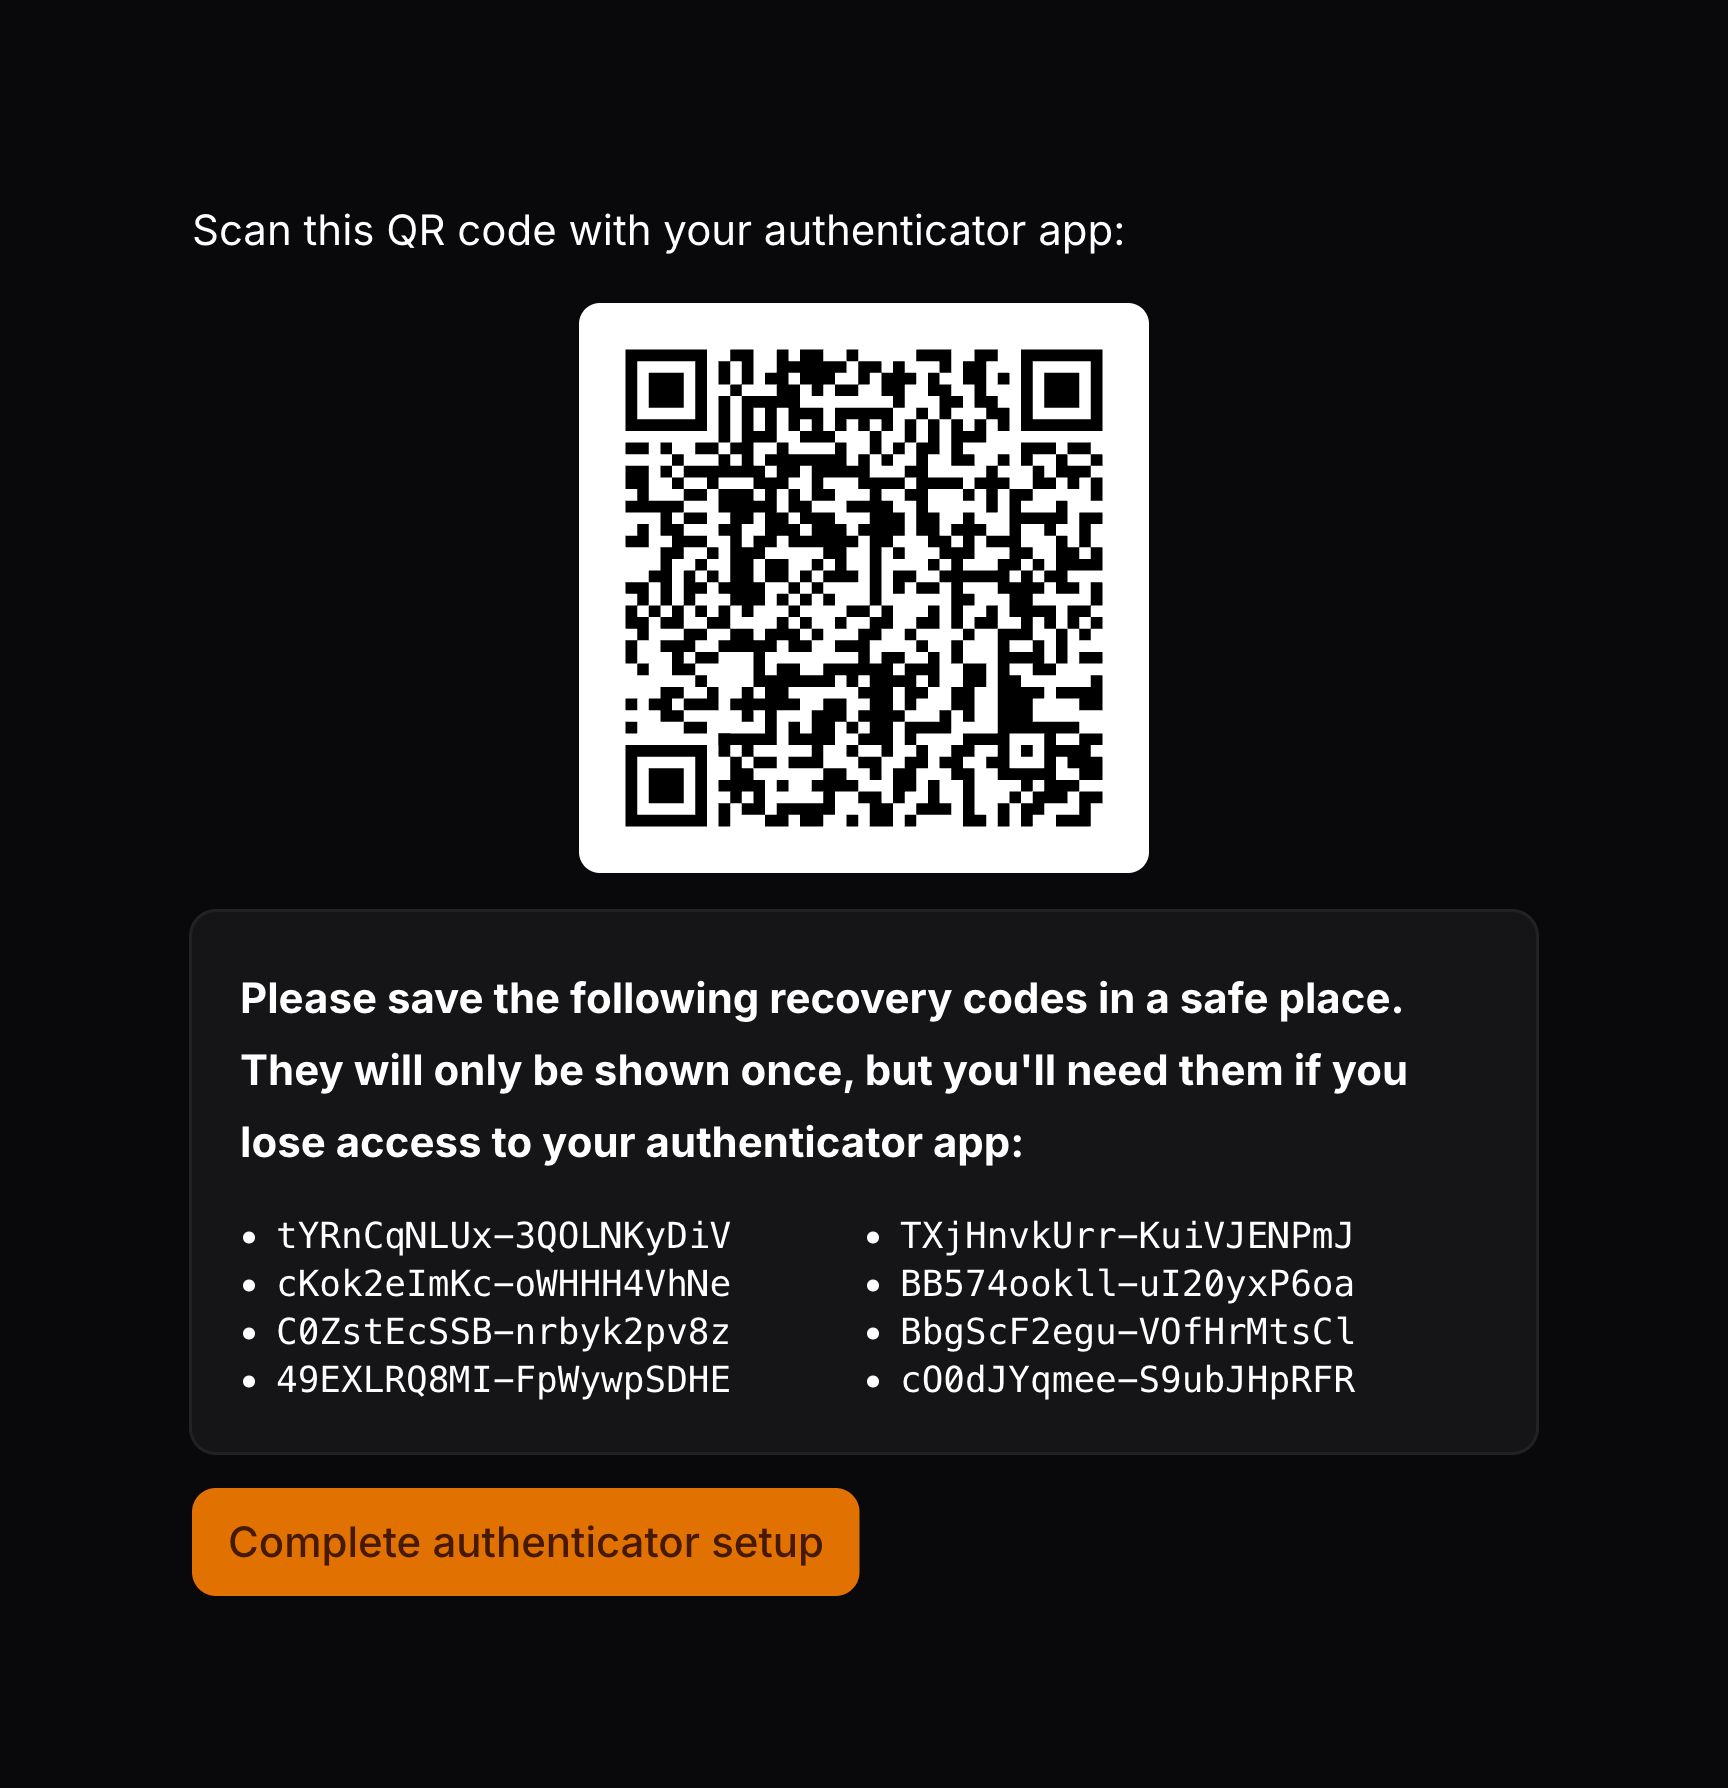 Scan this QR code with your authenticator app:
Please save the following recovery codes in a safe place.
They will only be shown once, but you'll need them if you
lose access to your authenticator app:
tYRnCqNLUx–3QOLNKyDiV
cKok2eImKc–oWHHH4VhNe
C0ZstEcSSB–nrbyk2pv8z
49EXLRQ8MI–FpWywpSDHE
TXjHnvkUrr–KuiVJENPmJ
BB574ookll–uI20yxP6oa
BbgScF2egu–VOfHrMtsCl
cO0dJYqmee–S9ubJHpRFR
Complete authenticator setup